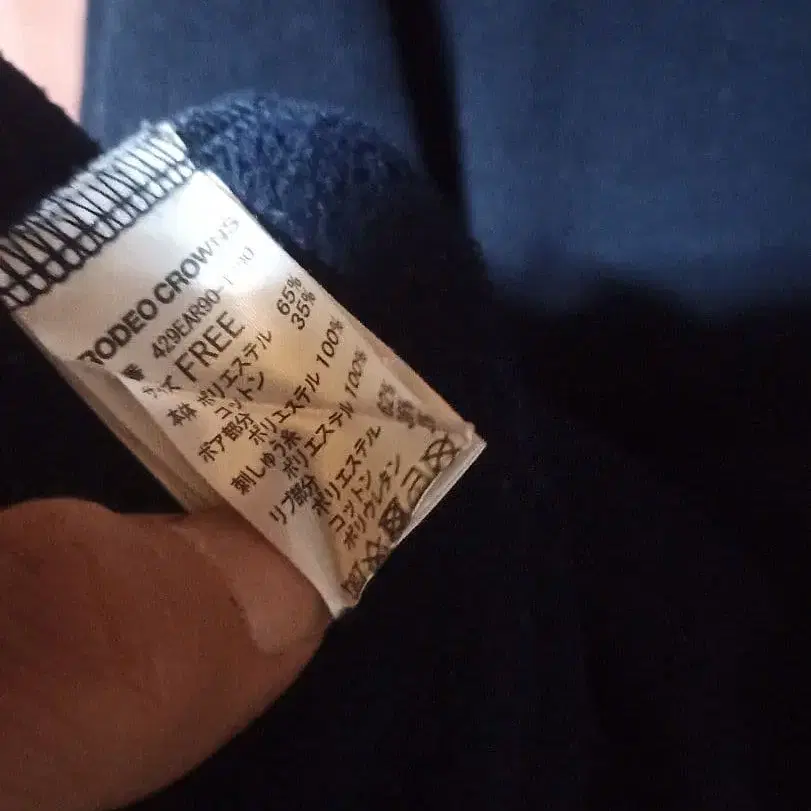 RODEO CROWNS
429EAR90-
サイズ FREE
本体 ポリエステル 65%
コットン 35%
ボア部分 ポリエステル 100%
刺しゅう糸 ポリエステル 100%
リブ部分 ポリエステル
コットン
ポリウレタン